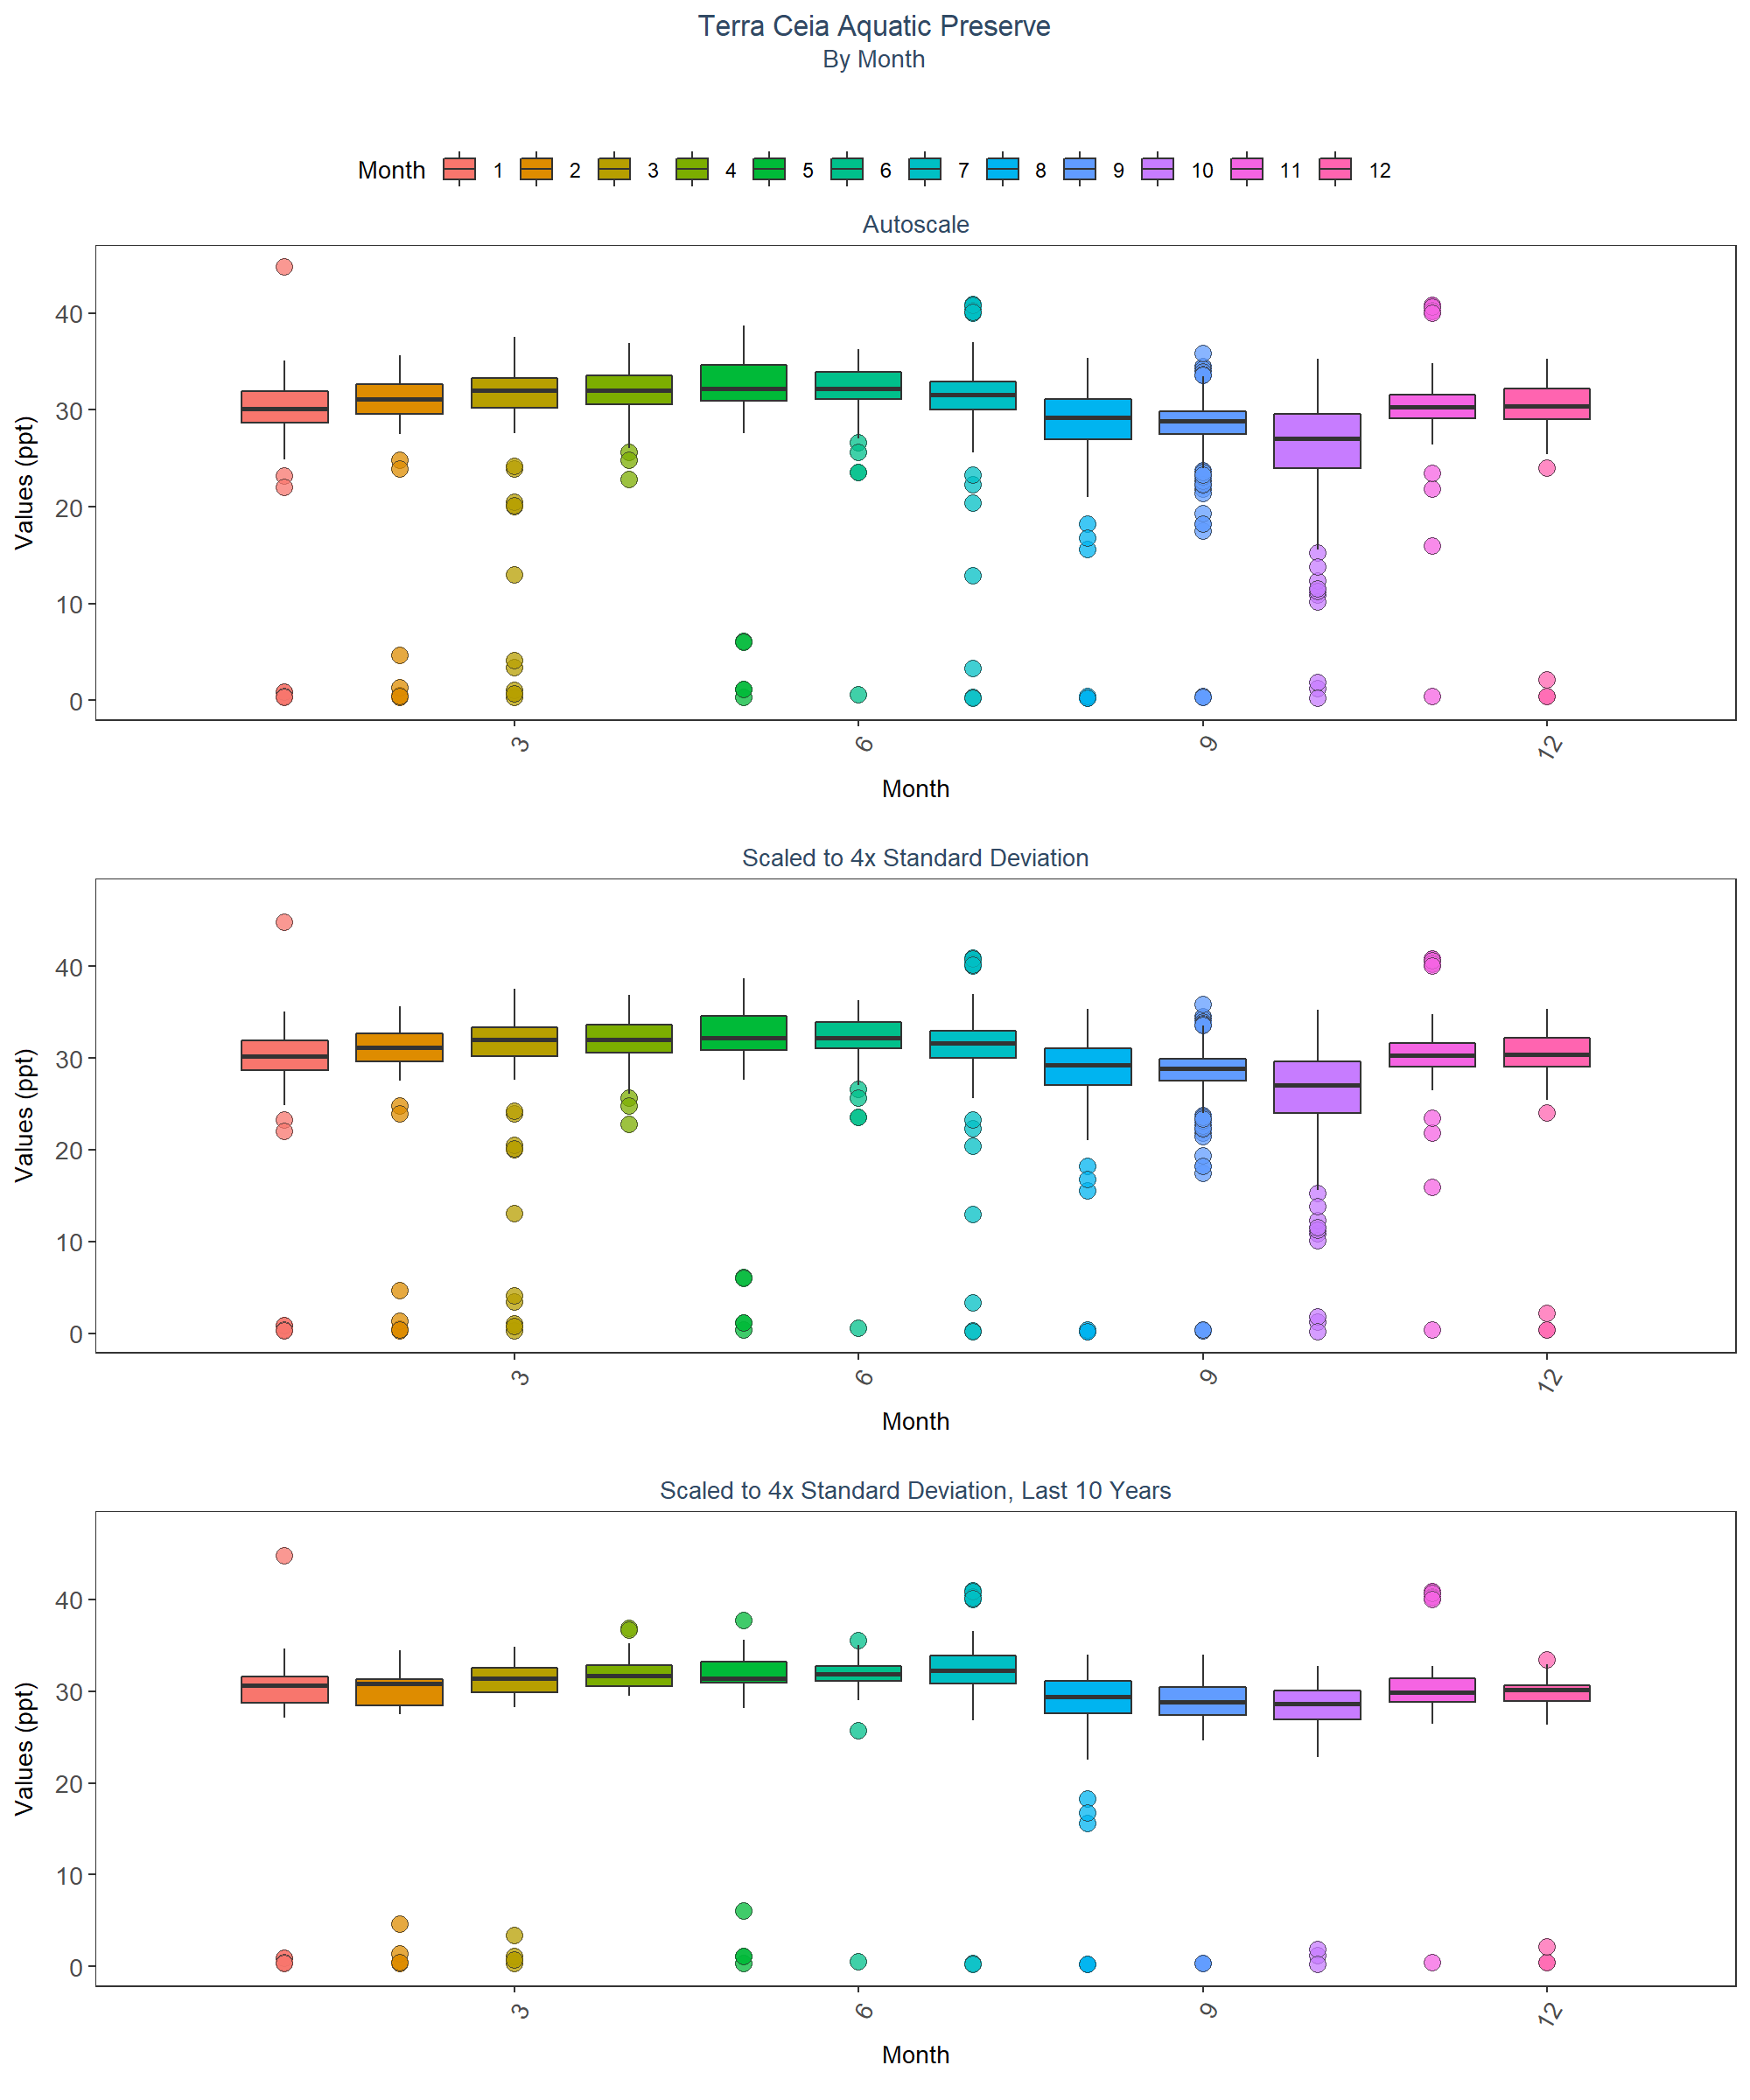 Terra Ceia Aquatic Preserve
By Month
Month 1 2 3 4 5 6 7 8 9 10 11 12
Autoscale
Values (ppt)
40
30
20
10
0
3 6 9 12
Month
Scaled to 4x Standard Deviation
Values (ppt)
40
30
20
10
0
3 6 9 12
Month
Scaled to 4x Standard Deviation, Last 10 Years
Values (ppt)
40
30
20
10
0
3 6 9 12
Month